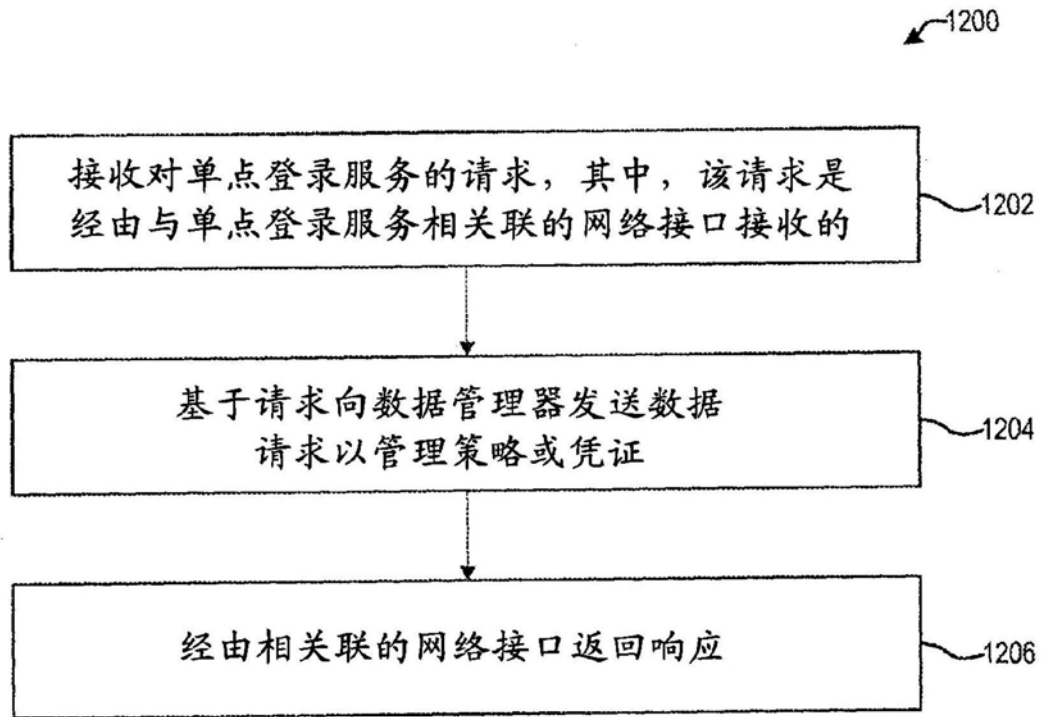 1200
接收对单点登录服务的请求，其中，该请求是
经由与单点登录服务相关联的网络接口接收的
1202
基于请求向数据管理器发送数据
请求以管理策略或凭证
1204
经由相关联的网络接口返回响应
1206